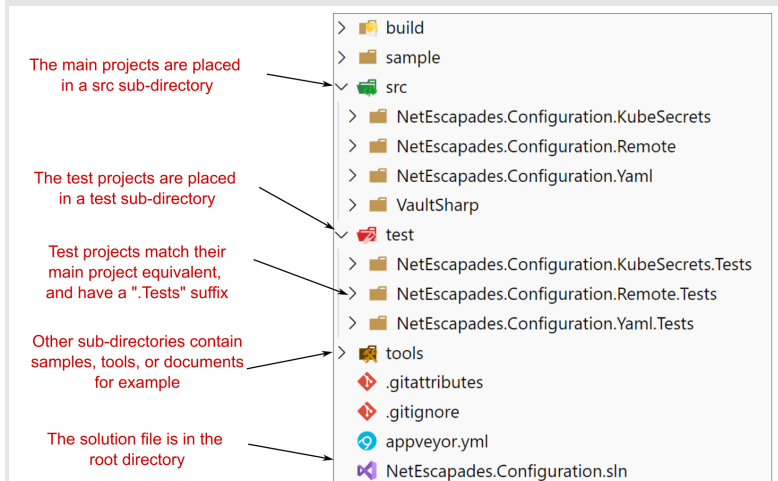 build
sample
The main projects are placed
in a src sub-directory
src
NetEscapades.Configuration.KubeSecrets
NetEscapades.Configuration.Remote
NetEscapades.Configuration.Yaml
The test projects are placed
in a test sub-directory
VaultSharp
test
Test projects match their
main project equivalent,
and have a ".Tests" suffix
NetEscapades.Configuration.KubeSecrets.Tests
NetEscapades.Configuration.Remote.Tests
NetEscapades.Configuration.Yaml.Tests
Other sub-directories contain
samples, tools, or documents
for example
tools
.gitattributes
.gitignore
The solution file is in the
root directory
appveyor.yml
NetEscapades.Configuration.sln